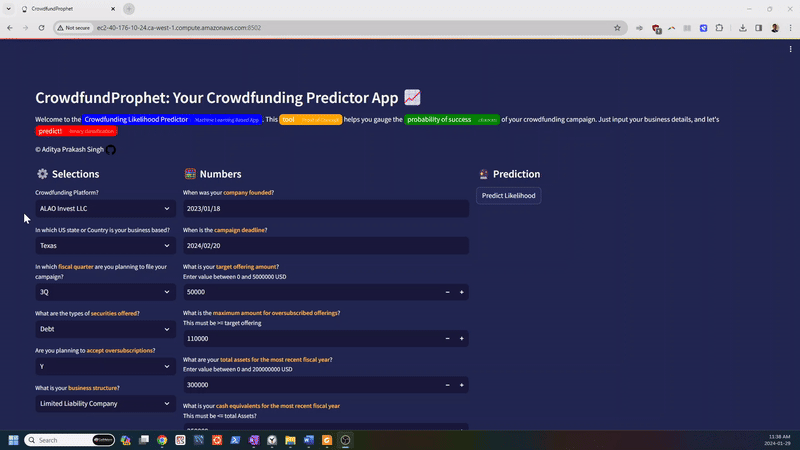 CrowdfundProphet
Not secure
ec2-40-176-10-24.ca-west-1.compute.amazonaws.com:8502
CrowdfundProphet: Your Crowdfunding Predictor App
Welcome to the Crowdfunding Likelihood Predictor Machine Learning Based App . This tool helps you gauge the probability of success chances of your crowdfunding campaign. Just input your business details, and let's
predict! binary classification
© Aditya Prakash Singh
Selections
Crowdfunding Platform?
ALAO Invest LLC
In which US state or Country is your business based?
Texas
In which fiscal quarter are you planning to file your
campaign?
3Q
What are the types of securities offered?
Debt
Are you planning to accept oversubscriptions?
Y
What is your business structure?
Limited Liability Company
Numbers
When was your company founded?
2023/01/18
When is the campaign deadline?
2024/02/20
What is your target offering amount?
Enter value between 0 and 5000000 USD
50000
What is the maximum amount for oversubscribed offerings?
This must be >= target offering
110000
What are your total assets for the most recent fiscal year?
Enter value between 0 and 200000000 USD
300000
What is your cash equivalents for the most recent fiscal year
This must be <= total Assets?
Prediction
Predict Likelihood
Search
11:38 AM
2024-01-29